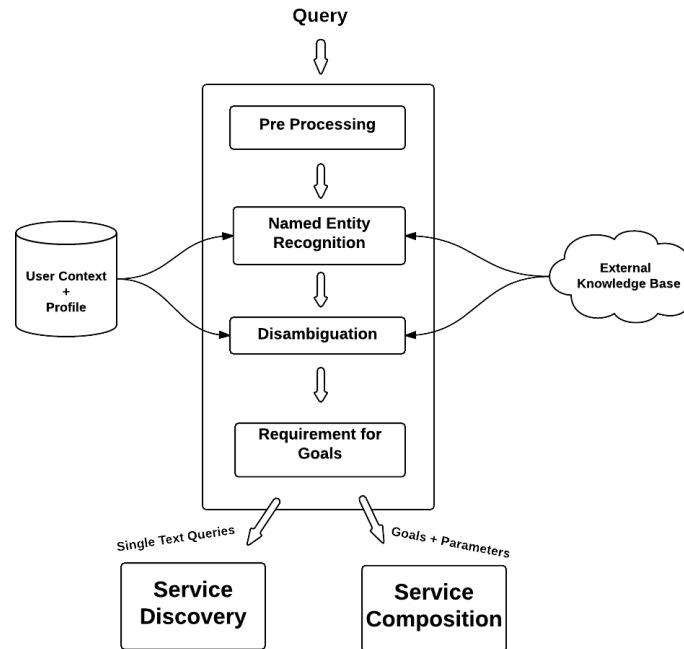 Query
Pre Processing
Named Entity
Recognition
User Context
+
Profile
External
Knowledge Base
Disambiguation
Requirement for
Goals
Single Text Queries
Goals + Parameters
Service
Discovery
Service
Composition